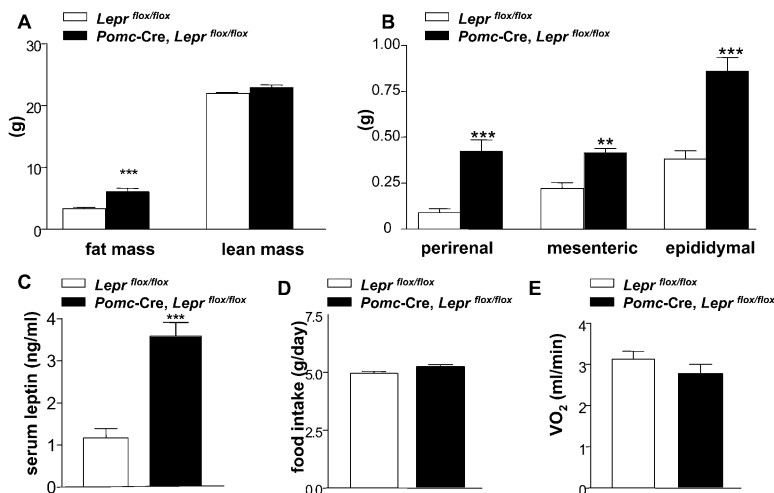 A
Lepr flox/flox
Pomc-Cre, Lepr flox/flox
30
20
10
0
(g)
***
fat mass
lean mass
B
Lepr flox/flox
Pomc-Cre, Lepr flox/flox
1.00
0.75
0.50
0.25
0
(g)
***
**
***
perirenal
mesenteric
epididymal
C
Lepr flox/flox
Pomc-Cre, Lepr flox/flox
4
3
2
1
0
serum leptin (ng/ml)
***
D
Lepr flox/flox
Pomc-Cre, Lepr flox/flox
7.5
5.0
2.5
0.0
food intake (g/day)
E
Lepr flox/flox
Pomc-Cre, Lepr flox/flox
4
3
2
1
0
VO2 (ml/min)